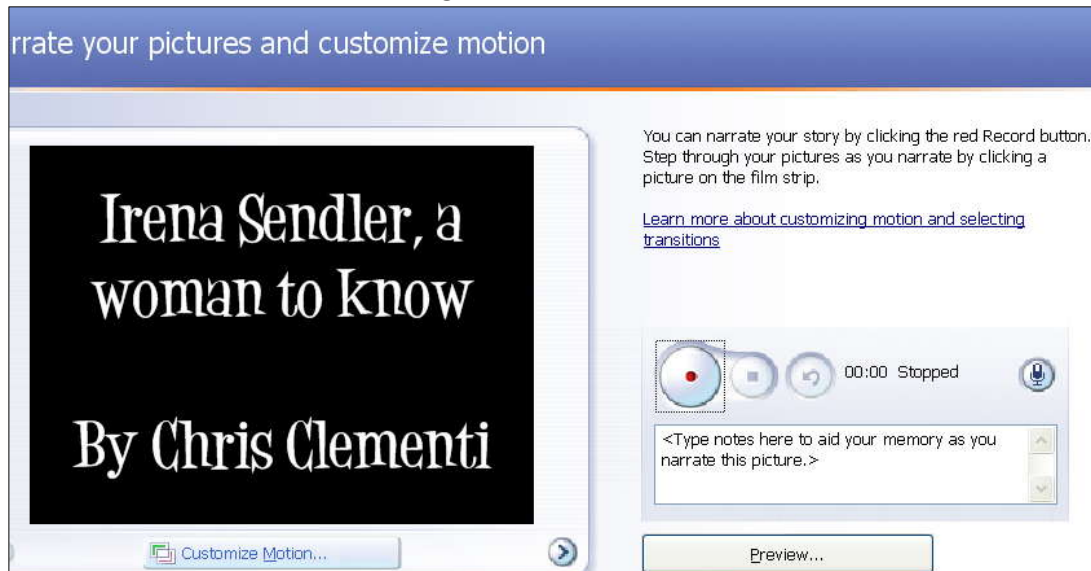 rrate your pictures and customize motion
Irena Sendler, a
woman to know
By Chris Clementi
Customize Motion...
You can narrate your story by clicking the red Record button.
Step through your pictures as you narrate by clicking a
picture on the film strip.
Learn more about customizing motion and selecting
transitions
00:00 Stopped
<Type notes here to aid your memory as you
narrate this picture.>
Preview...